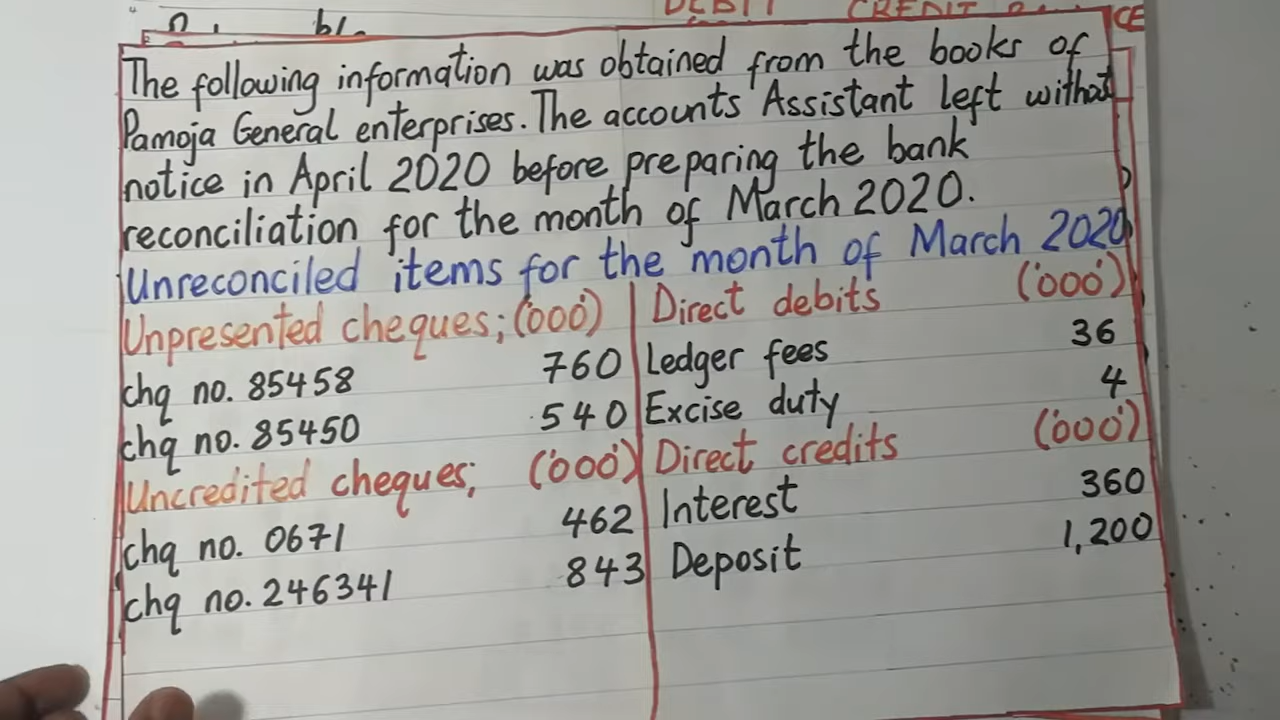 DEBIT CREDIT
CE
The following information was obtained from the books of
Pamoja General enterprises. The accounts Assistant left without
notice in April 2020 before preparing the bank
reconciliation for the month of March 2020.
Unreconciled items for the month of March 2020
Unpresented cheques; ('000')
chq no. 85458 760
chq no. 85450 540
Uncredited cheques; ('000')
chq no. 0671 462
chq no. 246341 843
Direct debits ('000')
Ledger fees 36
Excise duty 4
Direct credits ('000')
Interest 360
Deposit 1,200